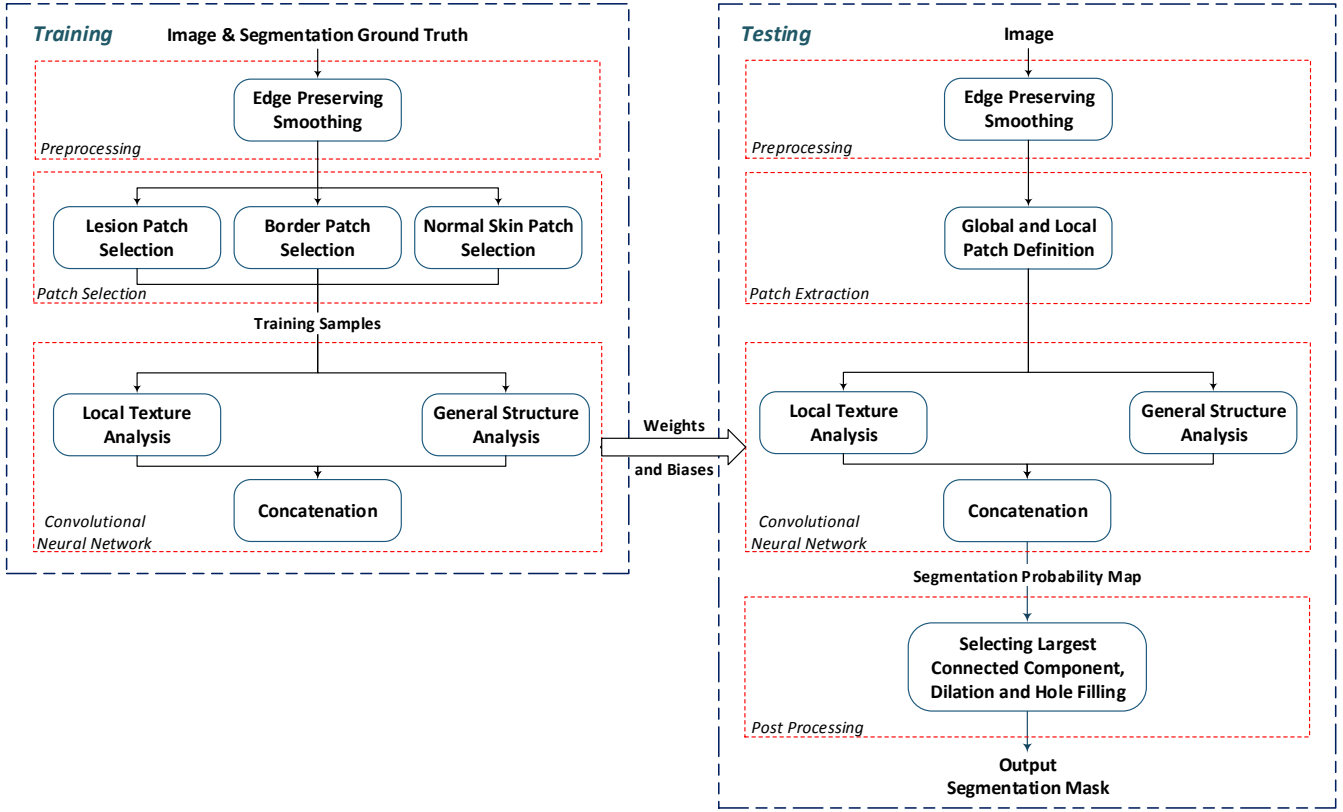 Training
Image & Segmentation Ground Truth
Edge Preserving
Smoothing
Preprocessing
Lesion Patch
Selection
Border Patch
Selection
Normal Skin Patch
Selection
Patch Selection
Training Samples
Local Texture
Analysis
General Structure
Analysis
Concatenation
Convolutional
Neural Network
Weights
and Biases
Testing
Image
Edge Preserving
Smoothing
Preprocessing
Global and Local
Patch Definition
Patch Extraction
Local Texture
Analysis
General Structure
Analysis
Concatenation
Convolutional
Neural Network
Segmentation Probability Map
Selecting Largest
Connected Component,
Dilation and Hole Filling
Post Processing
Output
Segmentation Mask